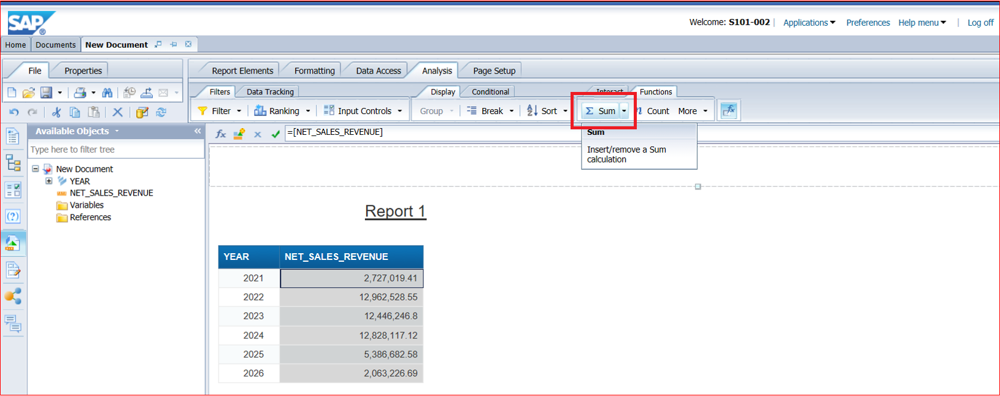 SAP®
Welcome: S101-002 | Applications Preferences Help menu | Log off
Home Documents New Document
File Properties Report Elements Formatting Data Access Analysis Page Setup
Filters Data Tracking Display Conditional Interact Functions
Filter Ranking Input Controls Group Break Sort Σ Sum Count More
Available Objects « fx =[NET_SALES_REVENUE]
Sum
Type here to filter tree
Insert/remove a Sum
calculation
New Document
YEAR
NET_SALES_REVENUE
Variables
References
Report 1
YEAR NET_SALES_REVENUE
2021 2,727,019.41
2022 12,962,528.55
2023 12,446,246.8
2024 12,828,117.12
2025 5,386,682.58
2026 2,063,226.69